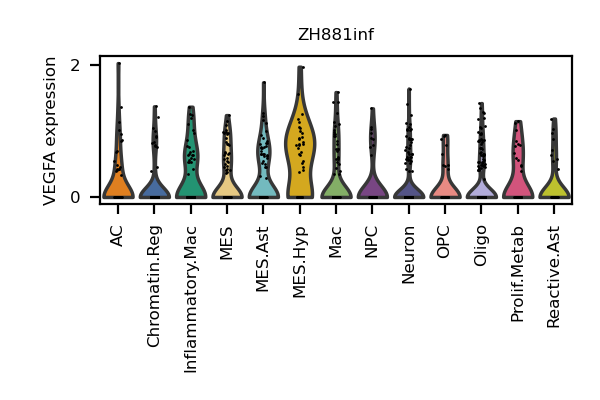 ZH881inf
VEGFA expression
2
0
AC
Chromatin.Reg
Inflammatory.Mac
MES
MES.Ast
MES.Hyp
Mac
NPC
Neuron
OPC
Oligo
Prolif.Metab
Reactive.Ast